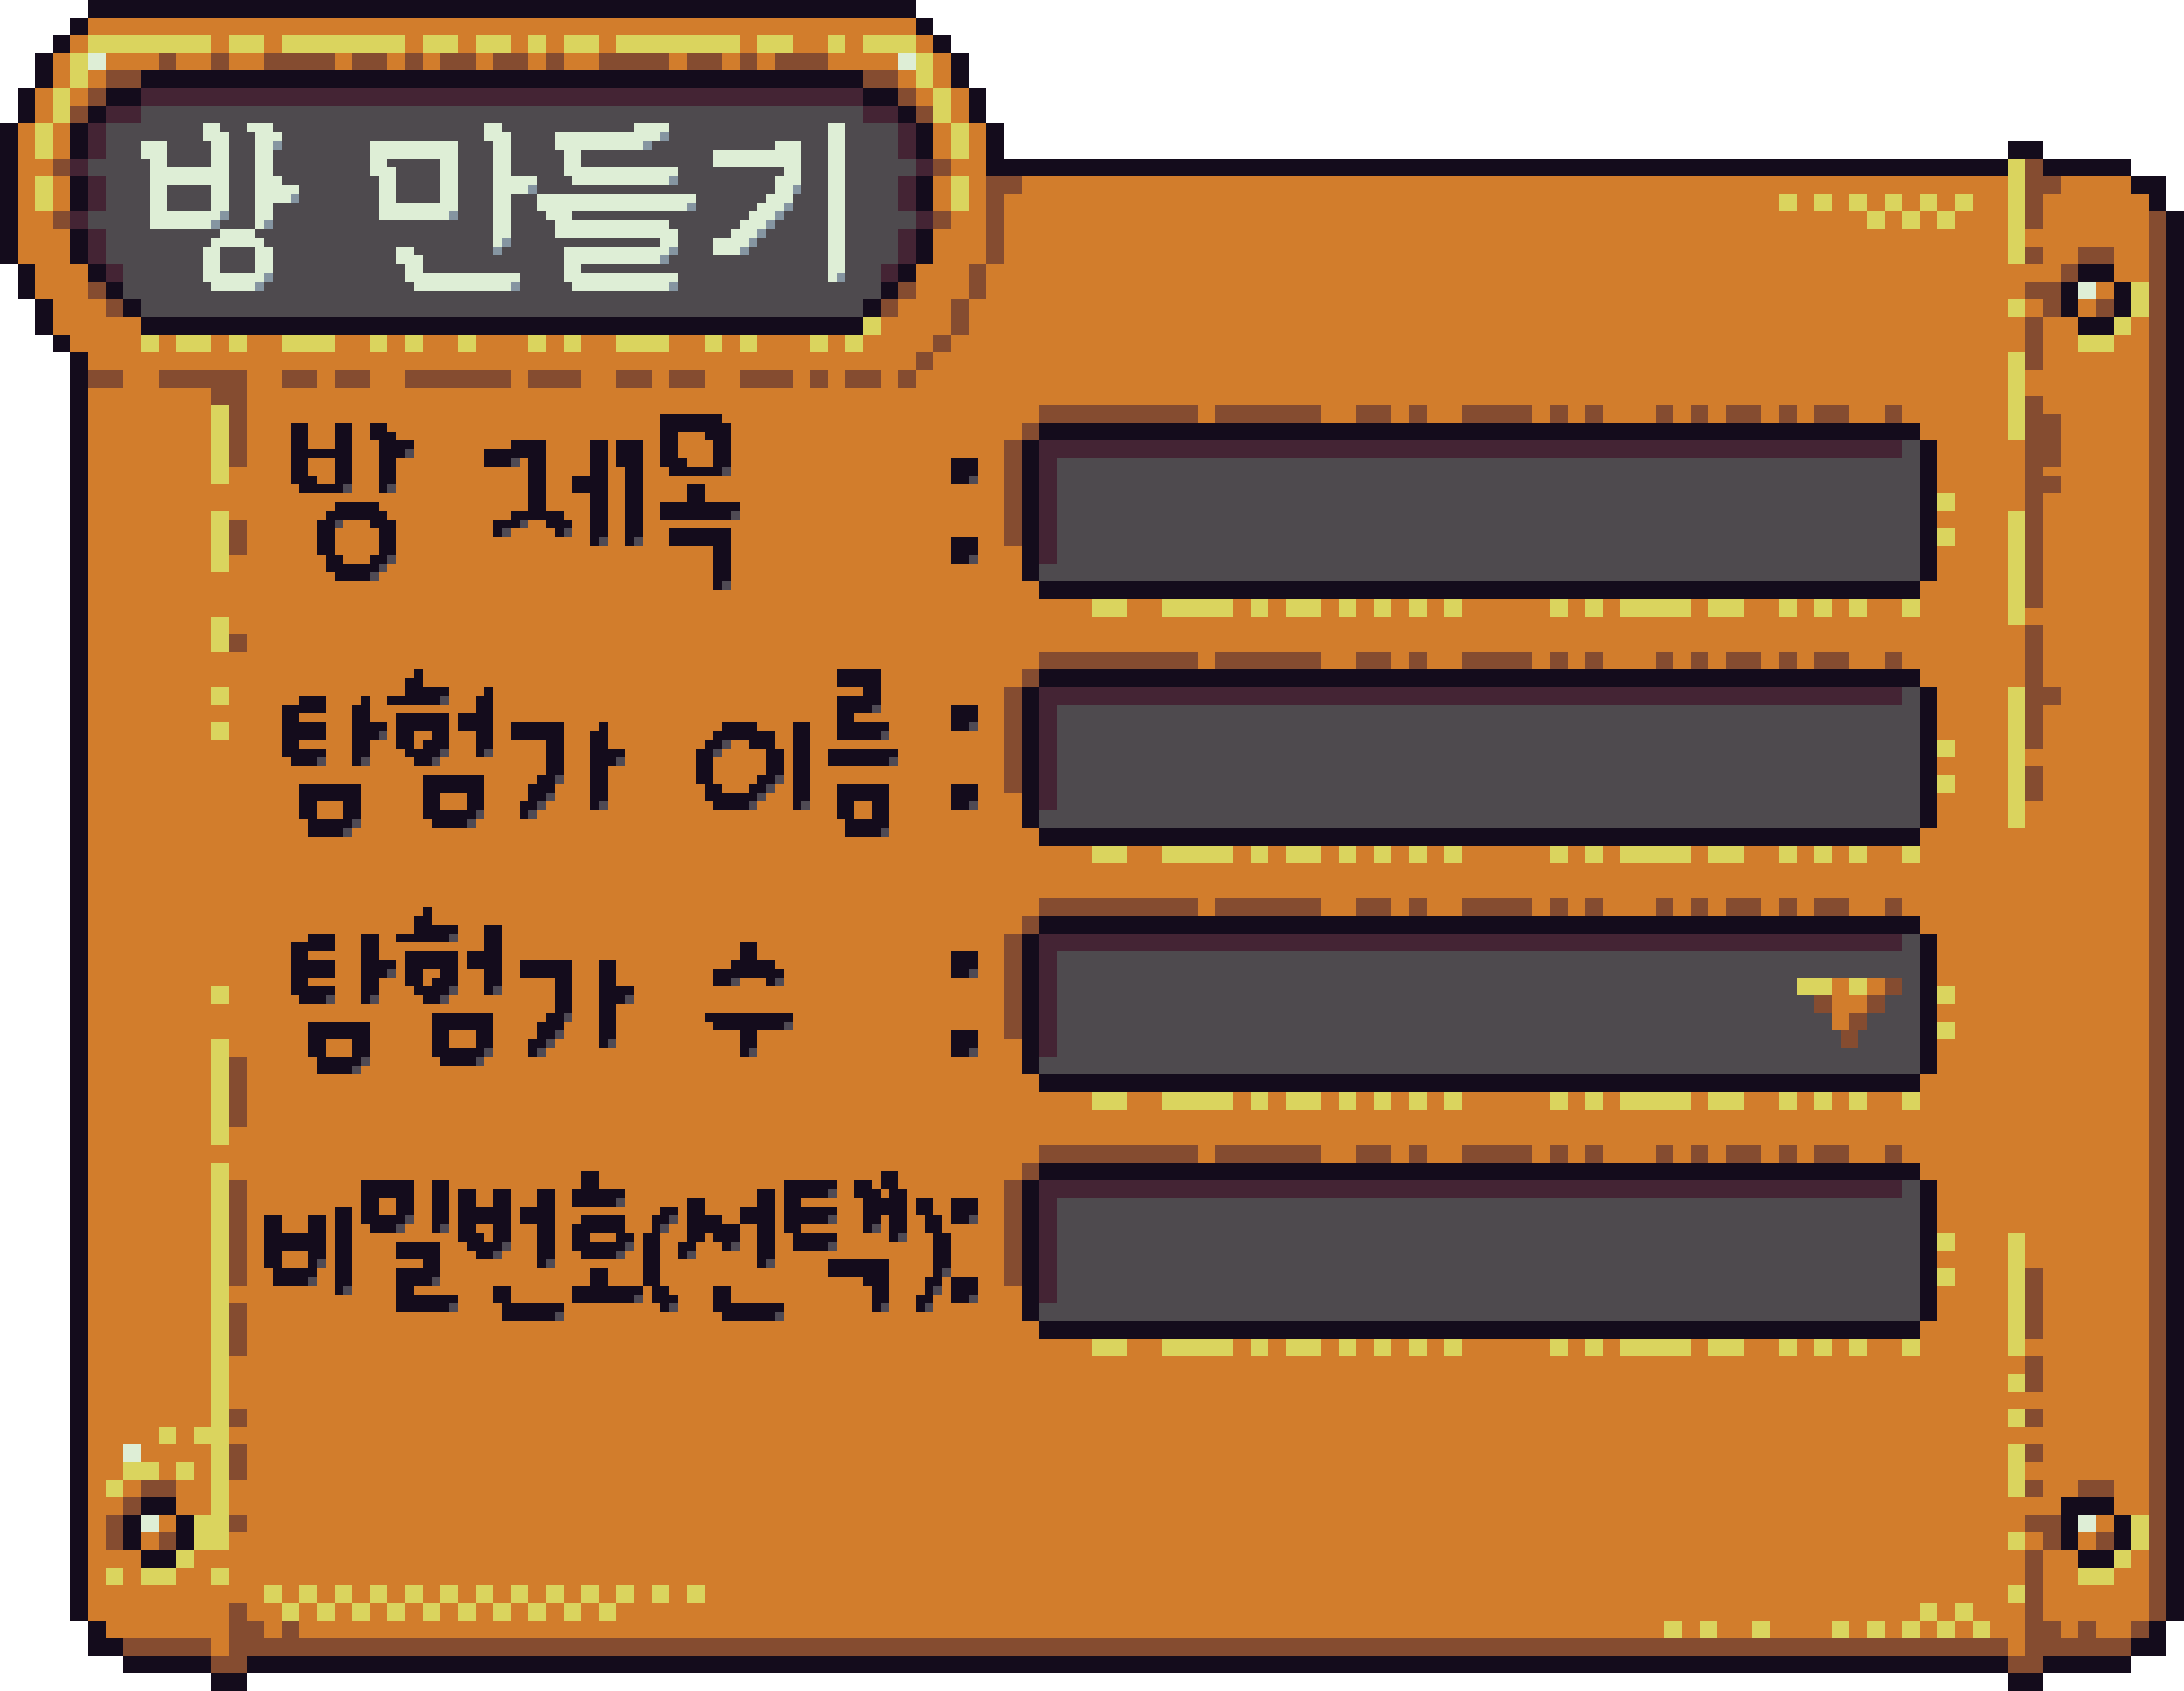 방 만들기
방 제목 :
탐험가 이름 :
탐험가 수 :
비밀번호(선택):